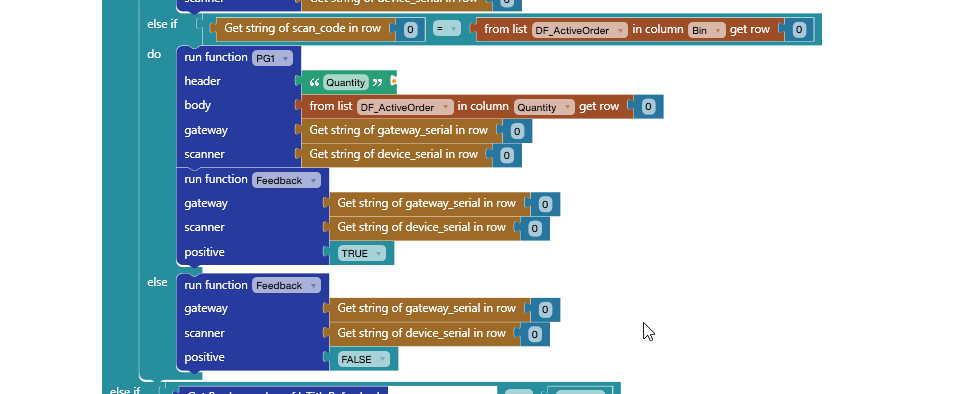 scanner Get string of device_serial in row 0
else if Get string of scan_code in row 0 = from list DF_ActiveOrder in column Bin get row 0
do run function PG1
header “ Quantity ”
body from list DF_ActiveOrder in column Quantity get row 0
gateway Get string of gateway_serial in row 0
scanner Get string of device_serial in row 0
run function Feedback
gateway Get string of gateway_serial in row 0
scanner Get string of device_serial in row 0
positive TRUE
else run function Feedback
gateway Get string of gateway_serial in row 0
scanner Get string of device_serial in row 0
positive FALSE
else if